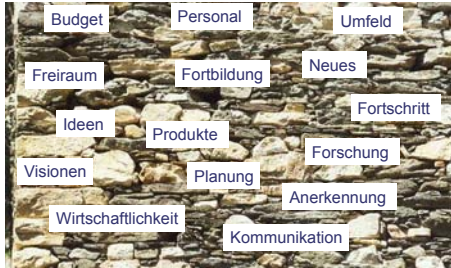 Budget
Personal
Umfeld
Freiraum
Fortbildung
Neues
Fortschritt
Ideen
Produkte
Forschung
Visionen
Planung
Anerkennung
Wirtschaftlichkeit
Kommunikation